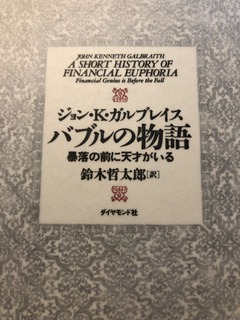 JOHN KENNETH GALBRAITH
A SHORT HISTORY OF
FINANCIAL EUPHORIA
Financial Genius is Before the Fall
ジョン・K・ガルブレイス
バブルの物語
暴落の前に天才がいる
鈴木哲太郎[訳]
ダイヤモンド社